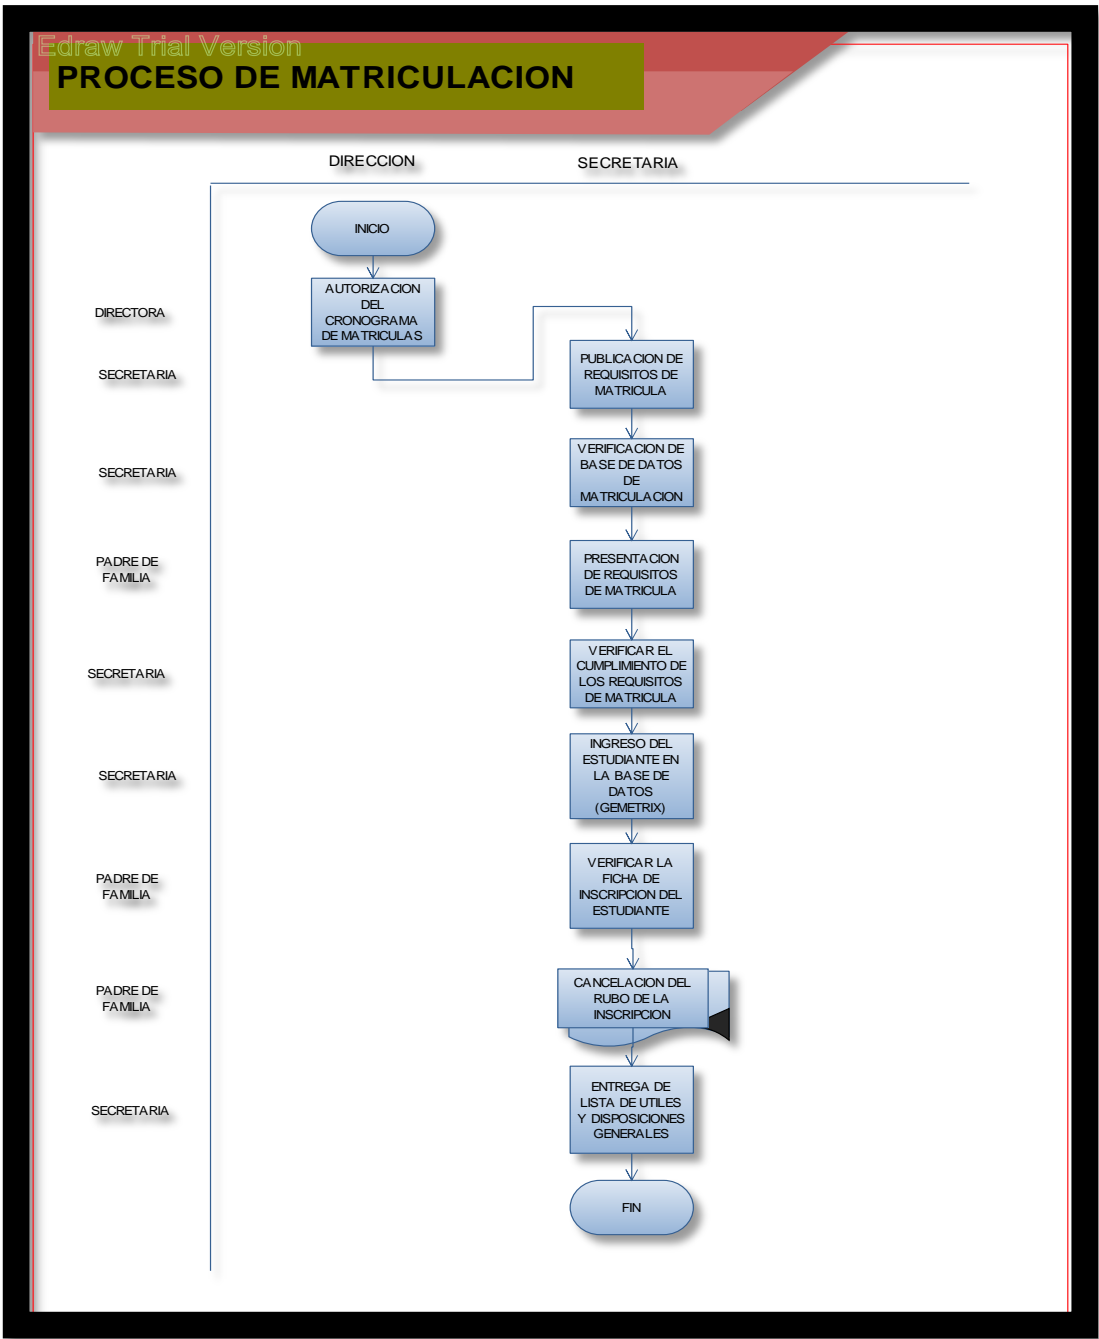 Edraw Trial Version
PROCESO DE MATRICULACION
DIRECCION
SECRETARIA
INICIO
DIRECTORA
AUTORIZACION
DEL
CRONOGRAMA
DE MATRICULAS
SECRETARIA
PUBLICACION DE
REQUISITOS DE
MATRICULA
SECRETARIA
VERIFICACION DE
BASE DE DATOS
DE
MATRICULACION
PADRE DE
FAMILIA
PRESENTACION
DE REQUISITOS
DE MATRICULA
SECRETARIA
VERIFICAR EL
CUMPLIMIENTO DE
LOS REQUISITOS
DE MATRICULA
SECRETARIA
INGRESO DEL
ESTUDIANTE EN
LA BASE DE
DATOS
(GEMETRIX)
PADRE DE
FAMILIA
VERIFICAR LA
FICHA DE
INSCRIPCION DEL
ESTUDIANTE
PADRE DE
FAMILIA
CANCELACION DEL
RUBO DE LA
INSCRIPCION
SECRETARIA
ENTREGA DE
LISTA DE UTILES
Y DISPOSICIONES
GENERALES
FIN